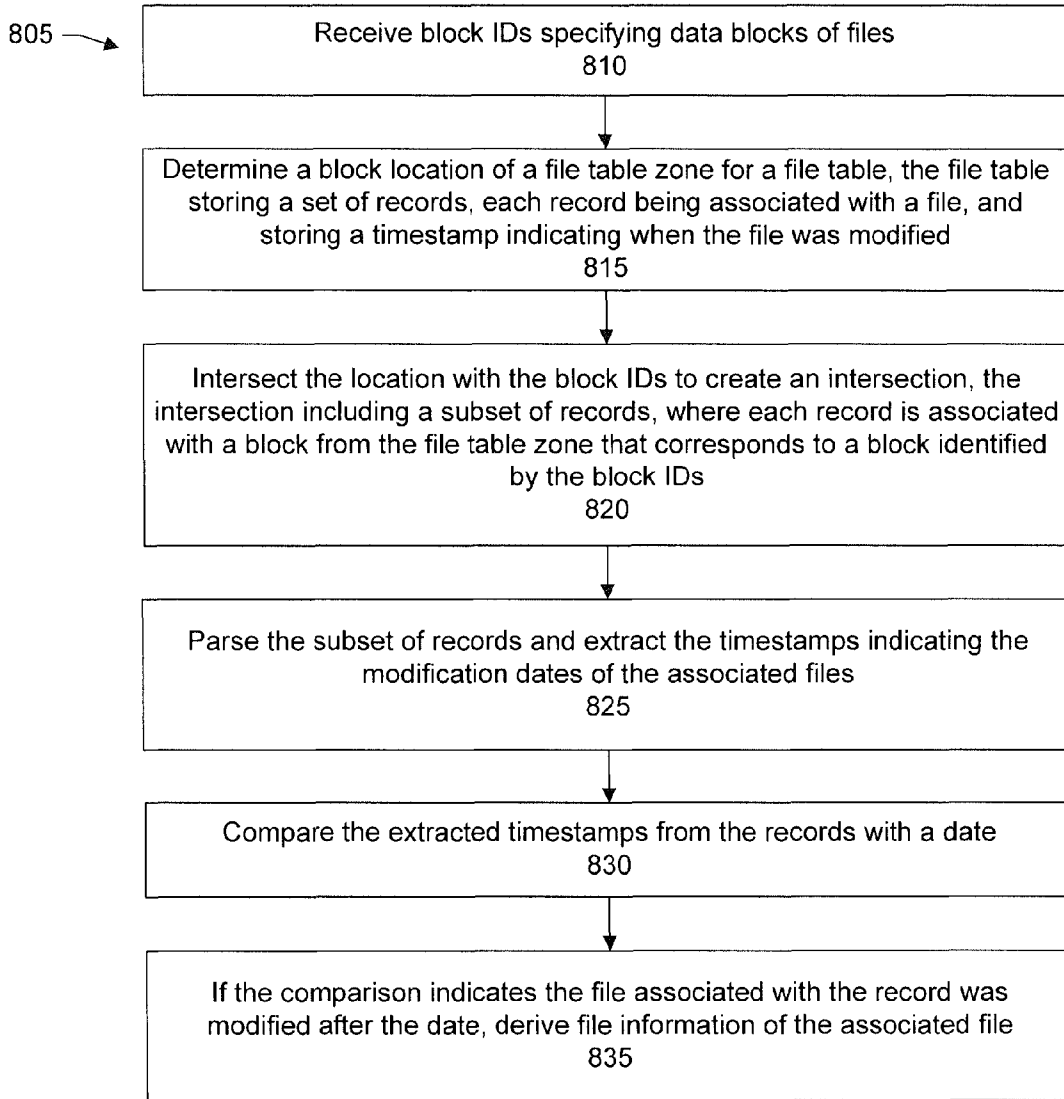 805
Receive block IDs specifying data blocks of files
810
Determine a block location of a file table zone for a file table, the file table
storing a set of records, each record being associated with a file, and
storing a timestamp indicating when the file was modified
815
Intersect the location with the block IDs to create an intersection, the
intersection including a subset of records, where each record is associated
with a block from the file table zone that corresponds to a block identified
by the block IDs
820
Parse the subset of records and extract the timestamps indicating the
modification dates of the associated files
825
Compare the extracted timestamps from the records with a date
830
If the comparison indicates the file associated with the record was
modified after the date, derive file information of the associated file
835